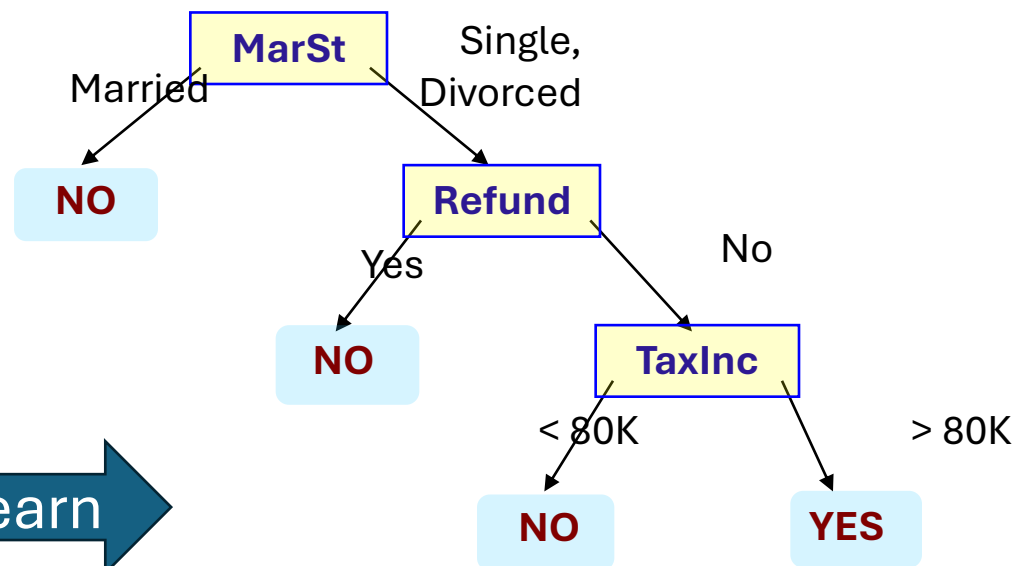 MarSt
Single,
Married
Divorced
NO
Refund
No
Yes
NO
TaxInc
< 80K
> 80K
earn
NO
YES